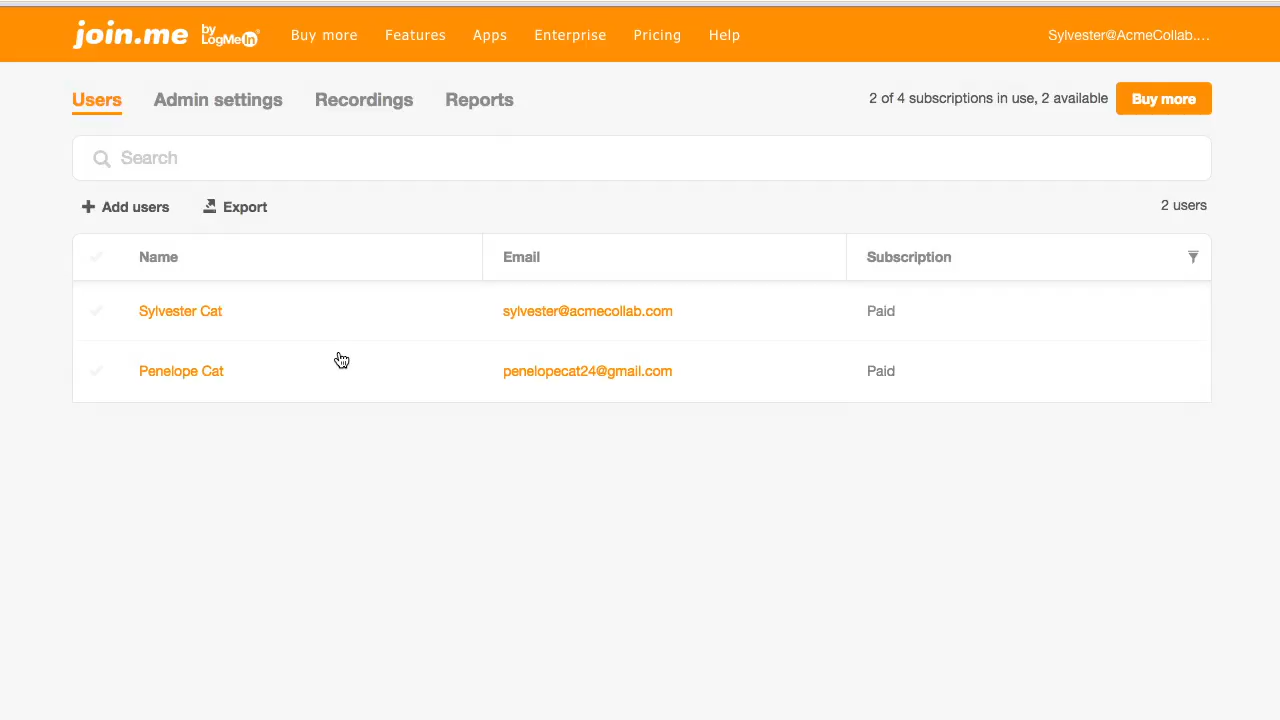 join.me by LogMeIn Buy more Features Apps Enterprise Pricing Help Sylvester@AcmeCollab....
Users Admin settings Recordings Reports 2 of 4 subscriptions in use, 2 available Buy more
Search
Add users Export 2 users
Name Email Subscription
Sylvester Cat sylvester@acmecollab.com Paid
Penelope Cat penelopecat24@gmail.com Paid